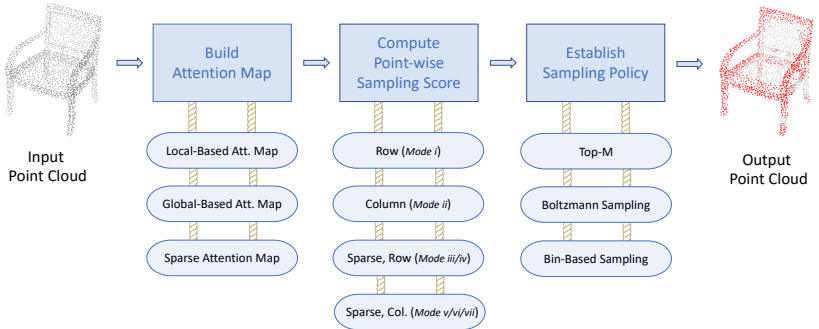 Build
Attention Map
Compute
Point-wise
Sampling Score
Establish
Sampling Policy
Input
Point Cloud
Local-Based Att. Map
Global-Based Att. Map
Sparse Attention Map
Row (Mode i)
Column (Mode ii)
Sparse, Row (Mode iii/iv)
Sparse, Col. (Mode v/vi/vii)
Top-M
Boltzmann Sampling
Bin-Based Sampling
Output
Point Cloud